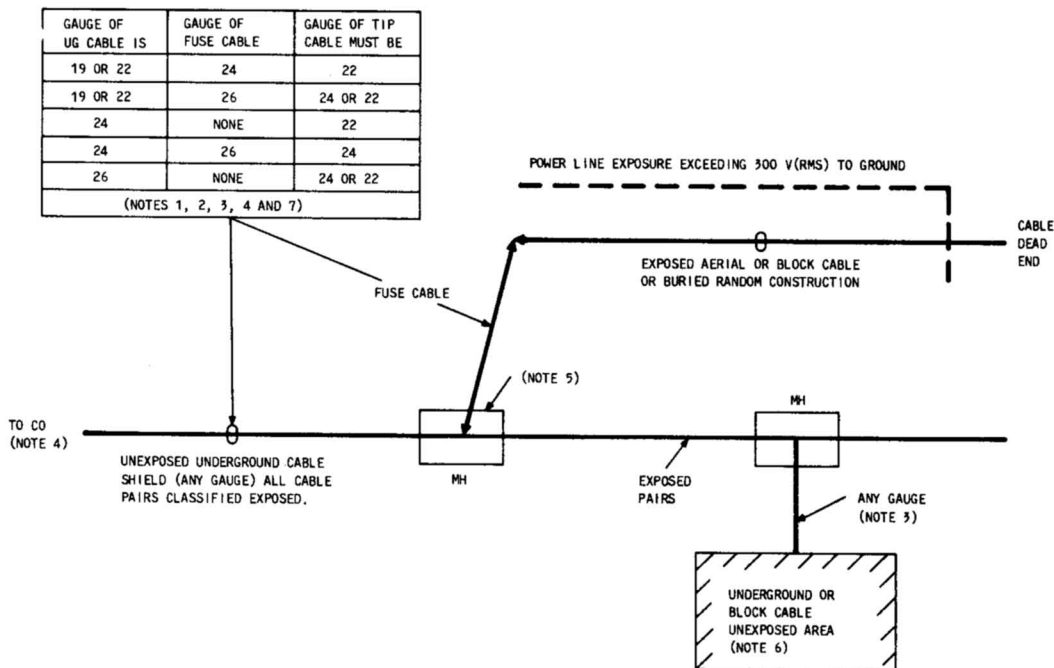 GAUGE OF UG CABLE IS GAUGE OF FUSE CABLE GAUGE OF TIP CABLE MUST BE
19 OR 22 24 22
19 OR 22 26 24 OR 22
24 NONE 22
24 26 24
26 NONE 24 OR 22
(NOTES 1, 2, 3, 4 AND 7)
POWER LINE EXPOSURE EXCEEDING 300 V(RMS) TO GROUND
CABLE
DEAD
END
EXPOSED AERIAL OR BLOCK CABLE
OR BURIED RANDOM CONSTRUCTION
FUSE CABLE
(NOTE 5)
MH
TO CO
(NOTE 4)
UNEXPOSED UNDERGROUND CABLE
SHIELD (ANY GAUGE) ALL CABLE
PAIRS CLASSIFIED EXPOSED.
MH
EXPOSED
PAIRS
ANY GAUGE
(NOTE 3)
UNDERGROUND OR
BLOCK CABLE
UNEXPOSED AREA
(NOTE 6)